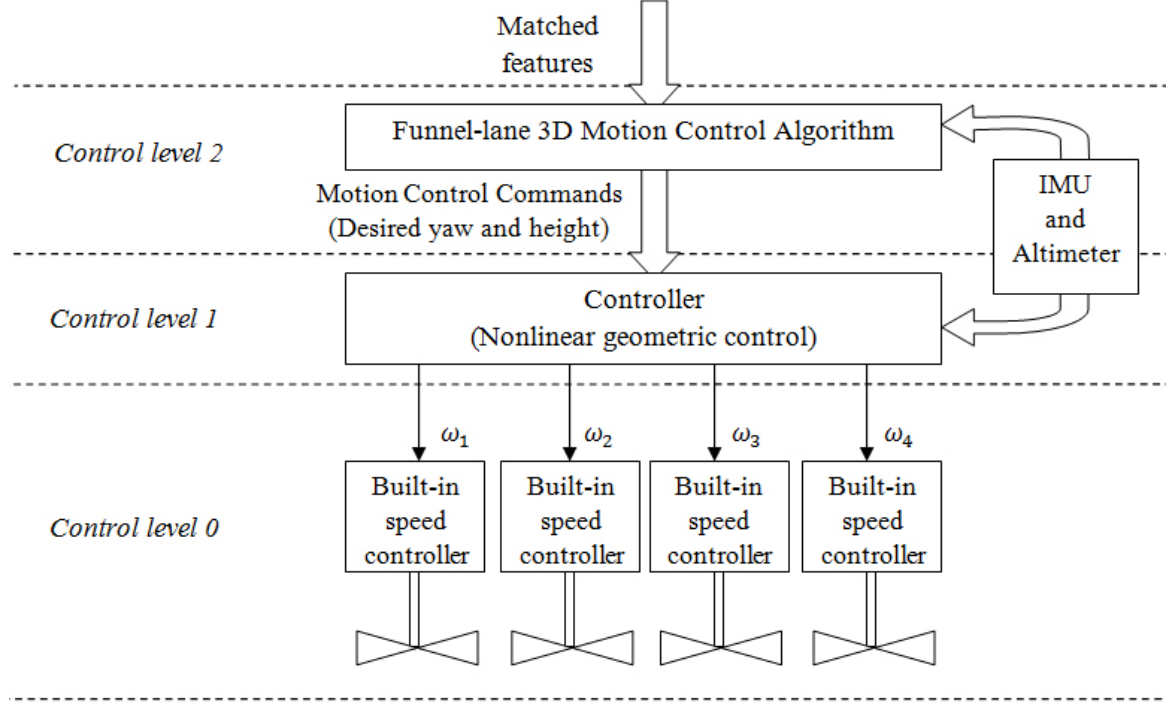 Matched
features
Control level 2
Funnel-lane 3D Motion Control Algorithm
Motion Control Commands
(Desired yaw and height)
IMU
and
Altimeter
Control level 1
Controller
(Nonlinear geometric control)
ω₁
ω₂
ω₃
ω₄
Control level 0
Built-in
speed
controller
Built-in
speed
controller
Built-in
speed
controller
Built-in
speed
controller